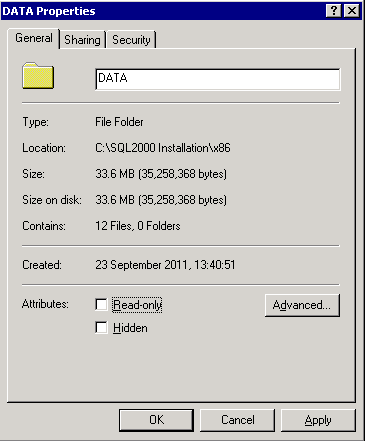 DATA Properties
General Sharing Security
DATA
Type: File Folder
Location: C:\SQL2000 Installation\x86
Size: 33.6 MB (35,258,368 bytes)
Size on disk: 33.6 MB (35,258,368 bytes)
Contains: 12 Files, 0 Folders
Created: 23 September 2011, 13:40:51
Attributes: Read-only Advanced...
Hidden
OK Cancel Apply